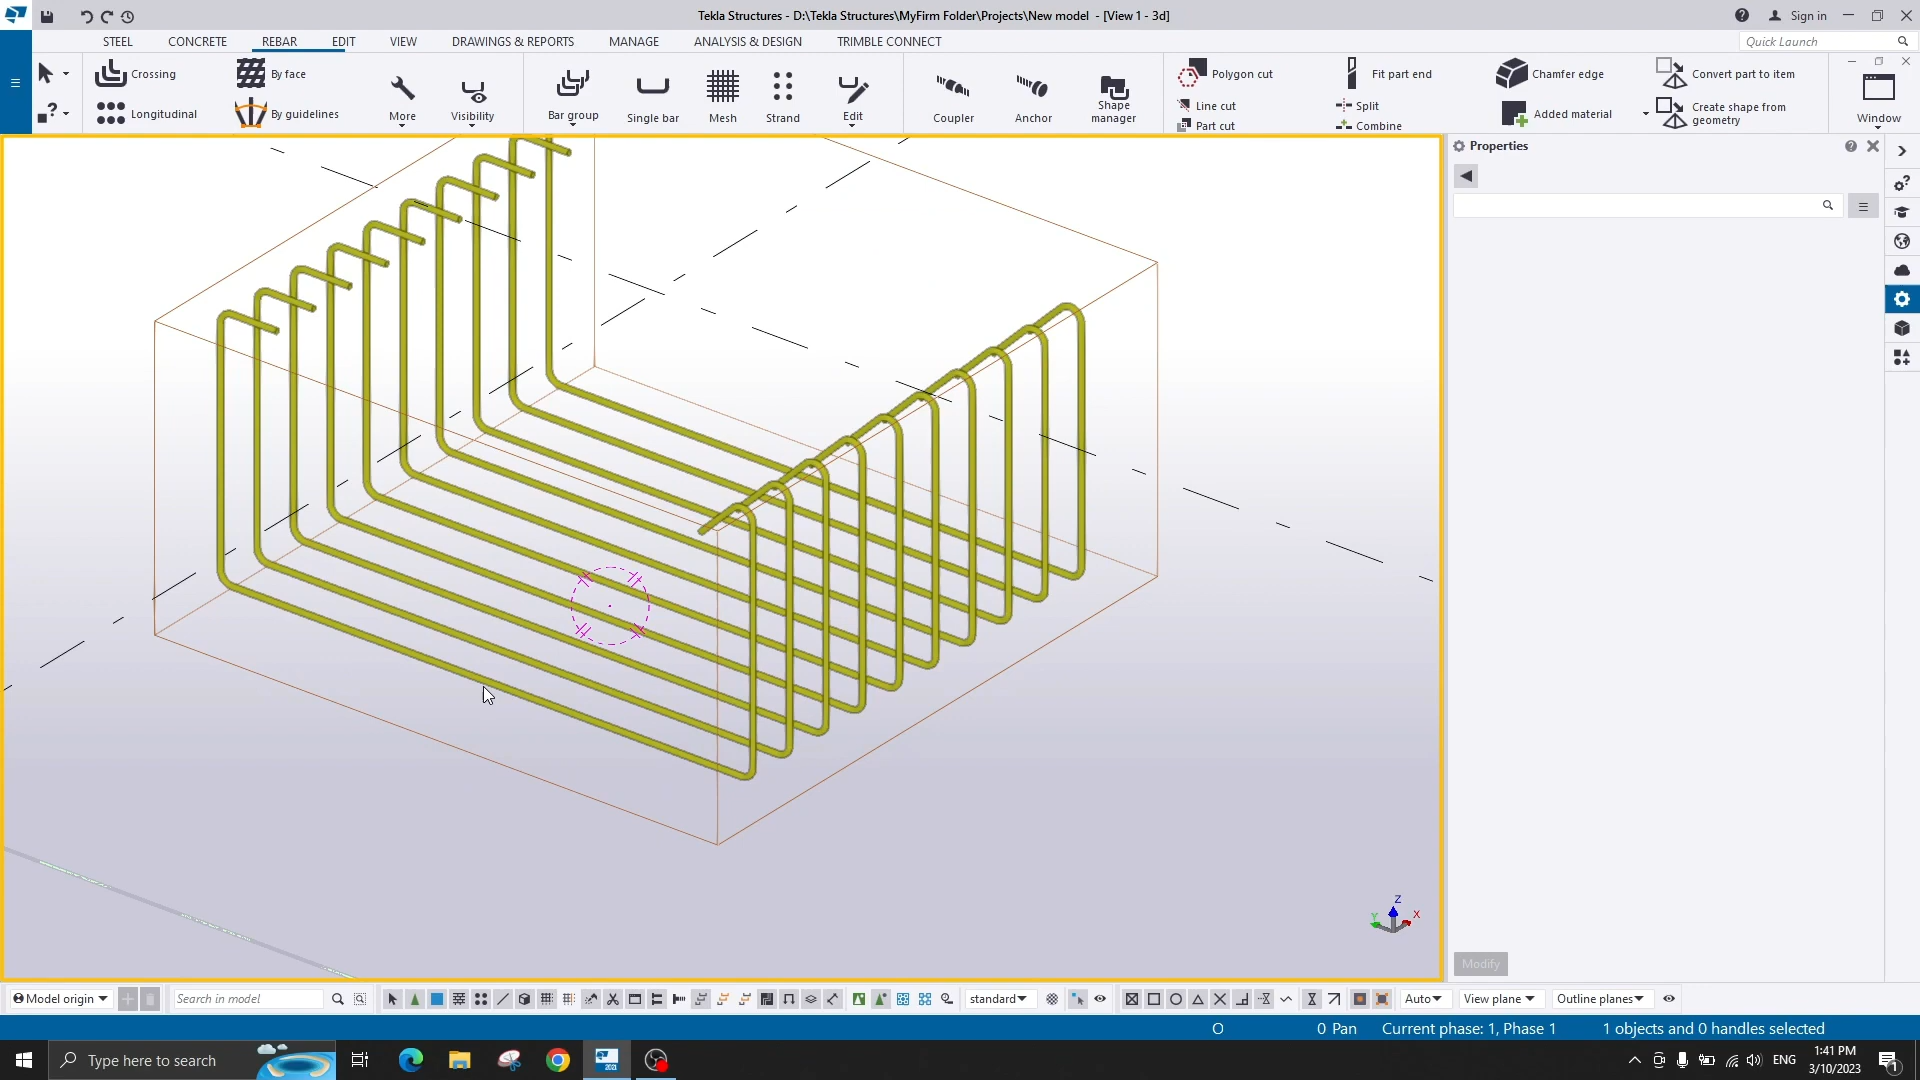 Tekla Structures - D:\Tekla Structures\MyFirm Folder\Projects\New model - [View 1 - 3d]
Sign in
STEEL CONCRETE REBAR EDIT VIEW DRAWINGS & REPORTS MANAGE ANALYSIS & DESIGN TRIMBLE CONNECT
Quick Launch
Crossing
Longitudinal
By face
By guidelines
More
Visibility
Bar group
Single bar
Mesh
Strand
Edit
Coupler
Anchor
Shape
manager
Polygon cut
Line cut
Part cut
Fit part end
Split
Combine
Chamfer edge
Added material
Convert part to item
Create shape from
geometry
Window
Properties
Modify
Z
Y
X
Model origin
Search in model
standard
Auto
View plane
Outline planes
O 0 Pan Current phase: 1, Phase 1 1 objects and 0 handles selected
Type here to search
2021
ENG
1:41 PM
3/10/2023
1